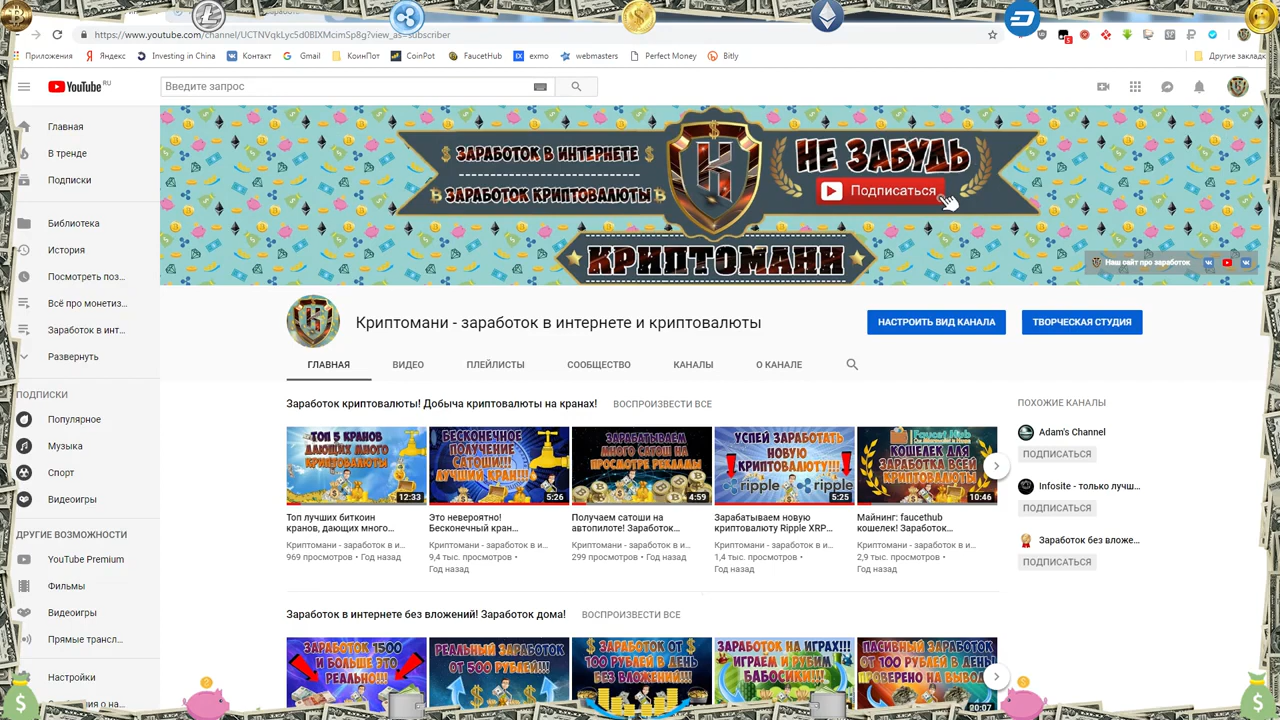 https://www.youtube.com/channel/UCTNVqkLyc5d0BIXMcimSp8g?view_as=subscriber
Приложения Яндекс Investing in China Контакт Gmail КоинПот CoinPot FaucetHub exmo webmasters Perfect Money Bitly Другие заклад
YouTube RU
Введите запрос
Главная
В тренде
Подписки
Библиотека
История
Посмотреть поз...
Всё про монетиз...
Заработок в инт...
Развернуть
ПОДПИСКИ
Популярное
Музыка
Спорт
Видеоигры
ДРУГИЕ ВОЗМОЖНОСТИ
YouTube Premium
Фильмы
Видеоигры
Прямые трансл...
Настройки
$ ЗАРАБОТОК В ИНТЕРНЕТЕ $
ЗАРАБОТОК КРИПТОВАЛЮТЫ
К
НЕ ЗАБУДЬ
Подписаться
КРИПТОМАНИ
Наш сайт про заработок
Криптомани - заработок в интернете и криптовалюты
НАСТРОИТЬ ВИД КАНАЛА
ТВОРЧЕСКАЯ СТУДИЯ
ГЛАВНАЯ ВИДЕО ПЛЕЙЛИСТЫ СООБЩЕСТВО КАНАЛЫ О КАНАЛЕ
Заработок криптовалюты! Добыча криптовалюты на кранах! ВОСПРОИЗВЕСТИ ВСЕ
ТОП 5 КРАНОВ
ДАЮЩИХ МНОГО
КРИПТОВАЛЮТЫ
12:33
Топ лучших биткоин
кранов, дающих много...
Криптомани - заработок в и...
969 просмотров • Год назад
БЕСКОНЕЧНОЕ
ПОЛУЧЕНИЕ
САТОШИ!!!
ЛУЧШИЙ КРАН!!!
5:26
Это невероятно!
Бесконечный кран...
Криптомани - заработок в и...
9,4 тыс. просмотров •
Год назад
ЗАРАБАТЫВАЕМ
МНОГО САТОШ НА
ПРОСМОТРЕ РЕКЛАМЫ
4:59
Получаем сатоши на
автопилоте! Заработок...
Криптомани - заработок в и...
299 просмотров • Год назад
УСПЕЙ ЗАРАБОТАТЬ
НОВУЮ
КРИПТОВАЛЮТУ!!!
ripple ripple
5:25
Зарабатываем новую
криптовалюту Ripple XRP...
Криптомани - заработок в и...
1,4 тыс. просмотров •
Год назад
Faucet Hub
КОШЕЛЕК ДЛЯ
ЗАРАБОТКА ВСЕЙ
КРИПТОВАЛЮТЫ
10:46
Майнинг: faucethub
кошелек! Заработок...
Криптомани - заработок в и...
2,9 тыс. просмотров •
Год назад
Заработок в интернете без вложений! Заработок дома! ВОСПРОИЗВЕСТИ ВСЕ
ЗАРАБОТОК 1500
И БОЛЬШЕ ЭТО
РЕАЛЬНО!!!
РЕАЛЬНЫЙ ЗАРАБОТОК
ОТ 500 РУБЛЕЙ!!!
ЗАРАБОТОК ОТ
100 РУБЛЕЙ В ДЕНЬ
БЕЗ ВЛОЖЕНИЙ!!!
ЗАРАБОТОК НА ИГРАХ!!!
ИГРАЕМ И РУБИМ
БАБОСИКИ!!!
ПАСИВНЫЙ ЗАРАБОТОК
ОТ 100 РУБЛЕЙ В ДЕНЬ
ПРОВЕРЕНО НА ВЫВОД
20:07
ПОХОЖИЕ КАНАЛЫ
Adam's Channel
ПОДПИСАТЬСЯ
Infosite - только лучш...
ПОДПИСАТЬСЯ
Заработок без вложе...
ПОДПИСАТЬСЯ